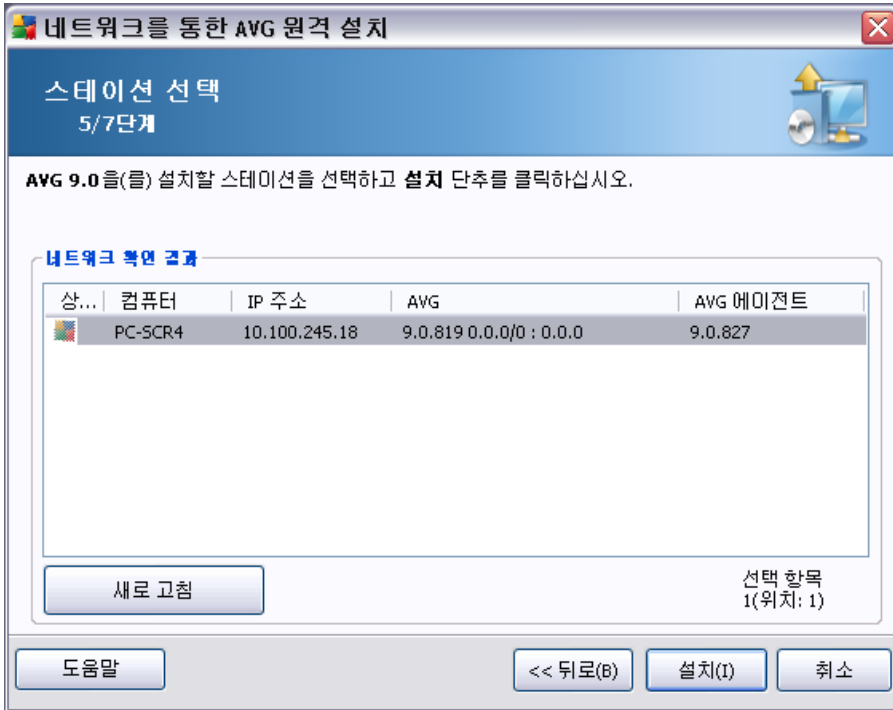 네트워크를 통한 AVG 원격 설치
스테이션 선택
5/7단계
AVG 9.0을(를) 설치할 스테이션을 선택하고 설치 단추를 클릭하십시오.
네트워크 확인 결과
상... 컴퓨터 IP 주소 AVG AVG 에이전트
PC-SCR4 10.100.245.18 9.0.819 0.0.0/0 : 0.0.0 9.0.827
새로 고침
선택 항목
1(위치: 1)
도움말 << 뒤로(B) 설치(I) 취소